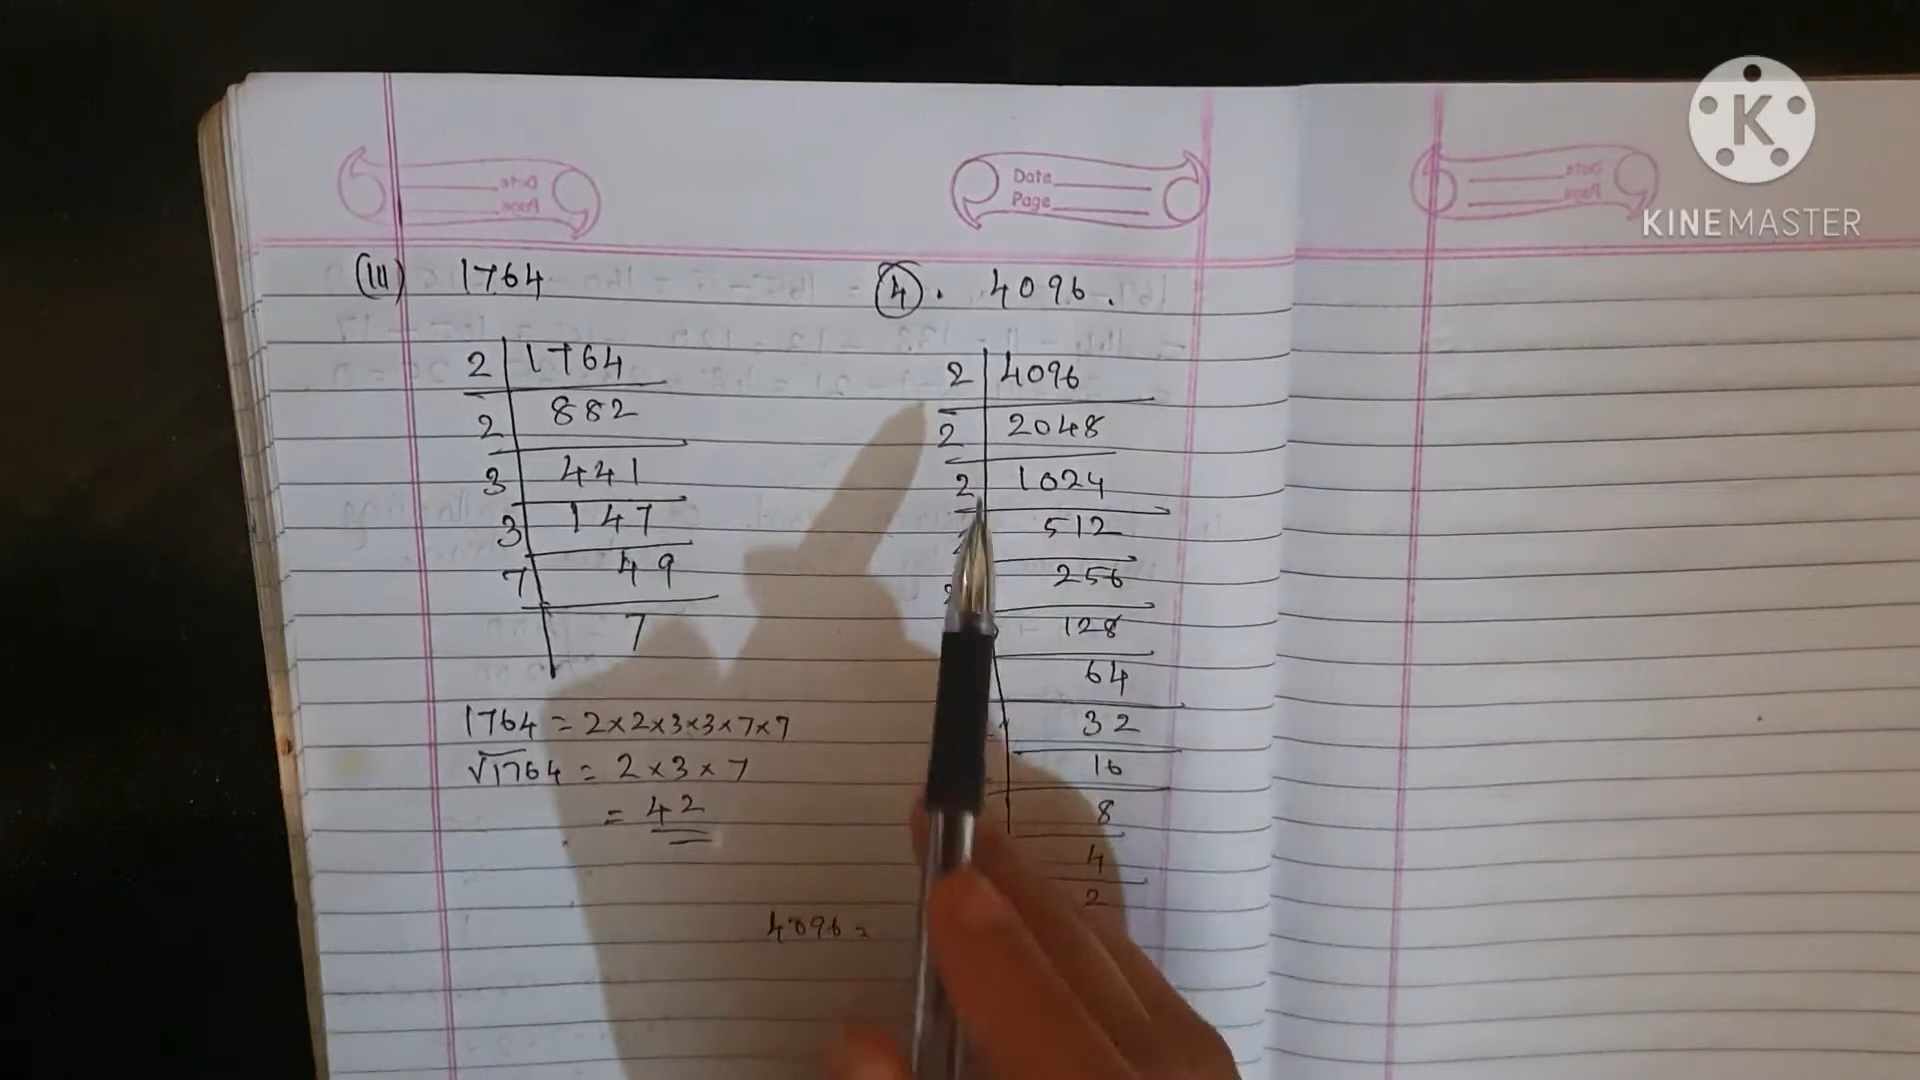 K
KINEMASTER
Date
Page
(III) 1764
2 | 1764
2 | 882
3 | 441
3 | 147
7 | 49
7
1764 = 2×2×3×3×7×7
√1764 = 2×3×7
= 42
(4). 4096.
2 | 4096
2 | 2048
2 | 1024
512
256
128
64
32
16
8
4
2
4096 =